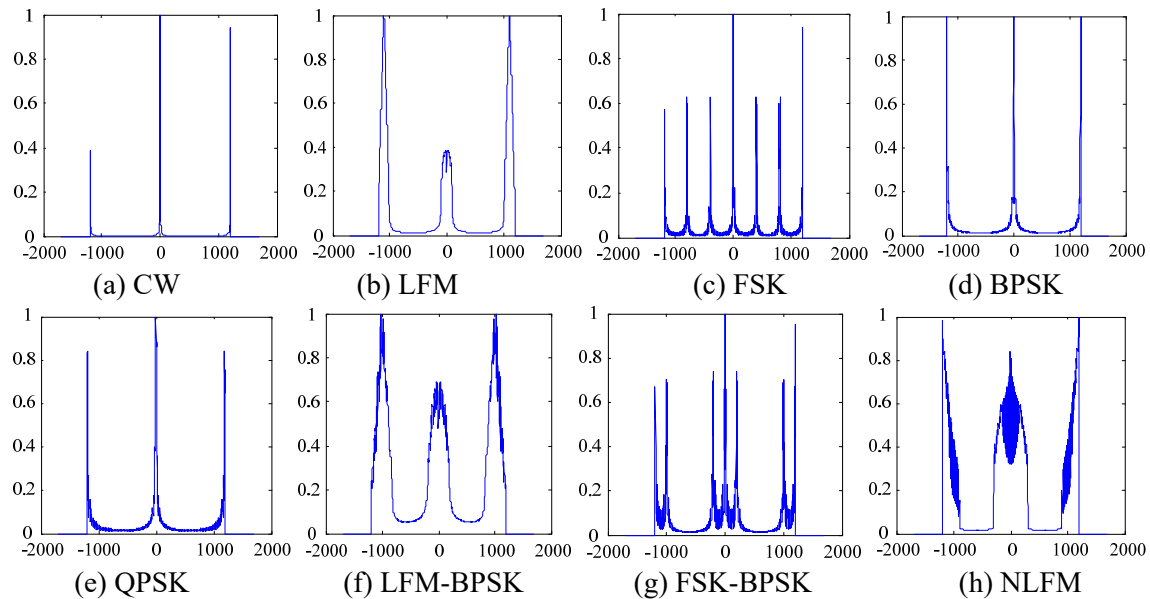 1 1 1 1
0.8 0.8 0.8 0.8
0.6 0.6 0.6 0.6
0.4 0.4 0.4 0.4
0.2 0.2 0.2 0.2
0 0 0 0
-2000 -1000 0 1000 2000 -2000 -1000 0 1000 2000 -2000 -1000 0 1000 2000 -2000 -1000 0 1000 2000
(a) CW (b) LFM (c) FSK (d) BPSK
1 1 1 1
0.8 0.8 0.8 0.8
0.6 0.6 0.6 0.6
0.4 0.4 0.4 0.4
0.2 0.2 0.2 0.2
0 0 0 0
2000 1000 0 1000 2000 2000 1000 0 1000 2000 2000 1000 0 1000 2000 2000 1000 0 1000 2000
(e) QPSK (f) LFM-BPSK (g) FSK-BPSK (h) NLFM